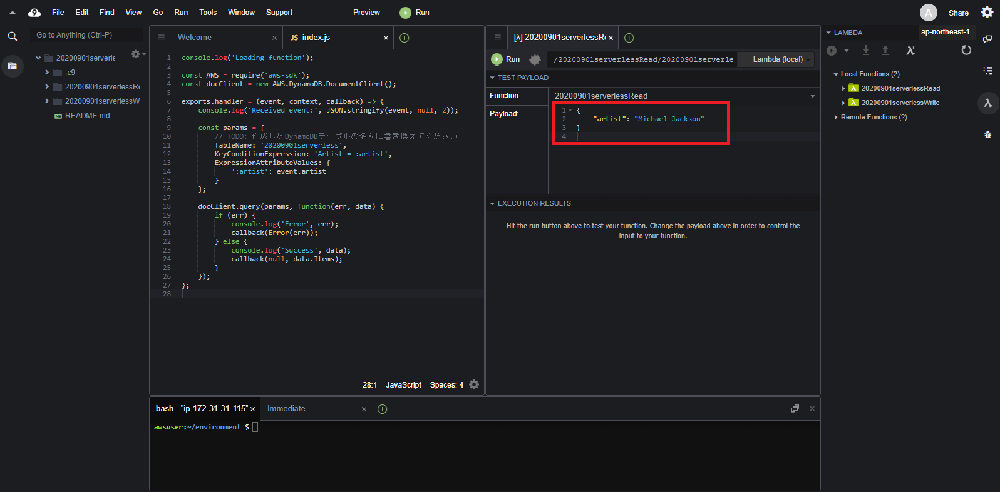 File Edit Find View Go Run Tools Window Support Preview Run A Share
Go to Anything (Ctrl-P)
20200901serverle
.c9
20200901serverlessRe
20200901serverlessW
README.md
Welcome
JS index.js
1 console.log('Loading function');
2
3 const AWS = require('aws-sdk');
4 const docClient = new AWS.DynamoDB.DocumentClient();
5
6 exports.handler = (event, context, callback) => {
7 console.log('Received event:', JSON.stringify(event, null, 2));
8
9 const params = {
10 // TODO: 作成したDynamoDBテーブルの名前に書き換えてください
11 TableName: '20200901serverless',
12 KeyConditionExpression: 'Artist = :artist',
13 ExpressionAttributeValues: {
14 ':artist': event.artist
15 }
16 };
17
18 docClient.query(params, function(err, data) {
19 if (err) {
20 console.log('Error', err);
21 callback(Error(err));
22 } else {
23 console.log('Success', data);
24 callback(null, data.Items);
25 }
26 });
27 };
28
28:1 JavaScript Spaces: 4
[λ] 20200901serverlessRe
Run /20200901serverlessRead/20200901serverle Lambda (local)
TEST PAYLOAD
Function: 20200901serverlessRead
Payload:
1 {
2 "artist": "Michael Jackson"
3 }
4
EXECUTION RESULTS
Hit the run button above to test your function. Change the payload above in order to control the
input to your function.
LAMBDA ap-northeast-1
Local Functions (2)
20200901serverlessRead
20200901serverlessWrite
Remote Functions (2)
bash - "ip-172-31-31-115" Immediate
awsuser:~/environment $